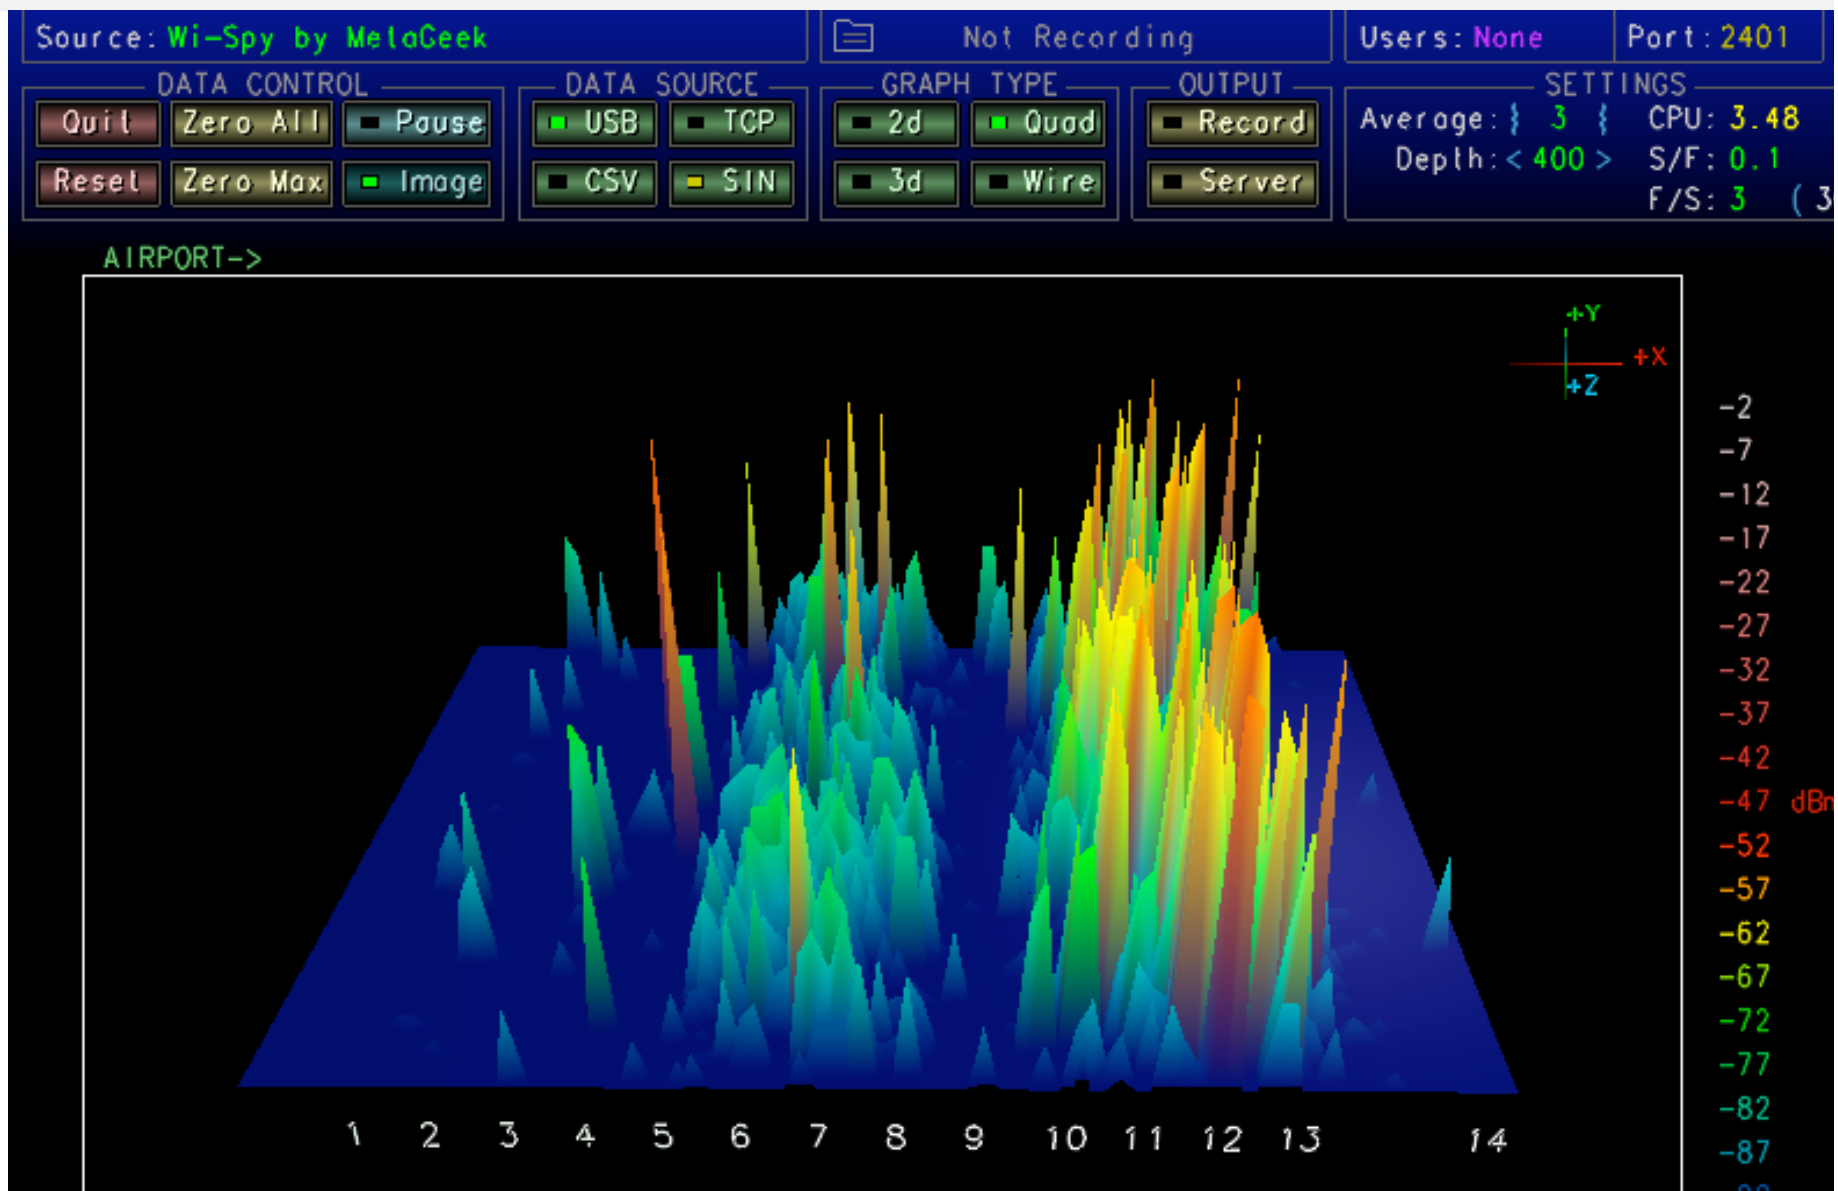 Source: Wi-Spy by MetaGeek
Not Recording
Users: None
Port: 2401
DATA CONTROL
DATA SOURCE
GRAPH TYPE
OUTPUT
SETTINGS
Quit Zero All Pause
USB TCP
2d Quad
Record
Average: 3 CPU: 3.48
Reset Zero Max Image
CSV SIN
3d Wire
Server
Depth: < 400 > S/F: 0.1
F/S: 3 ( 3
AIRPORT->
+Y
+X
+Z
-2
-7
-12
-17
-22
-27
-32
-37
-42
-47
-52
-57
-62
-67
-72
-77
-82
-87
1 2 3 4 5 6 7 8 9 10 11 12 13 14